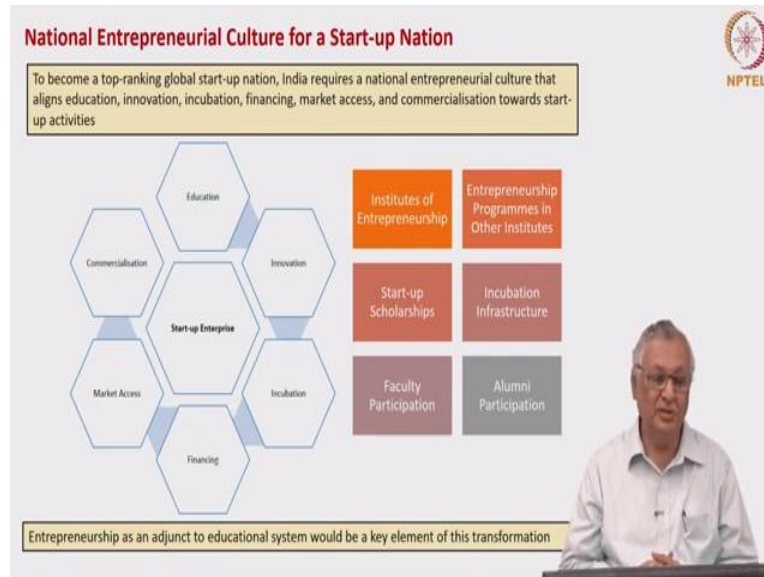 National Entrepreneurial Culture for a Start-up Nation
NPTEL
To become a top-ranking global start-up nation, India requires a national entrepreneurial culture that
aligns education, innovation, incubation, financing, market access, and commercialisation towards start-
up activities
Education
Commercialisation
Innovation
Start-up Enterprise
Market Access
Incubation
Financing
Institutes of
Entrepreneurship
Entrepreneurship
Programmes in
Other Institutes
Start-up
Scholarships
Incubation
Infrastructure
Faculty
Participation
Alumni
Participation
Entrepreneurship as an adjunct to educational system would be a key element of this transformation